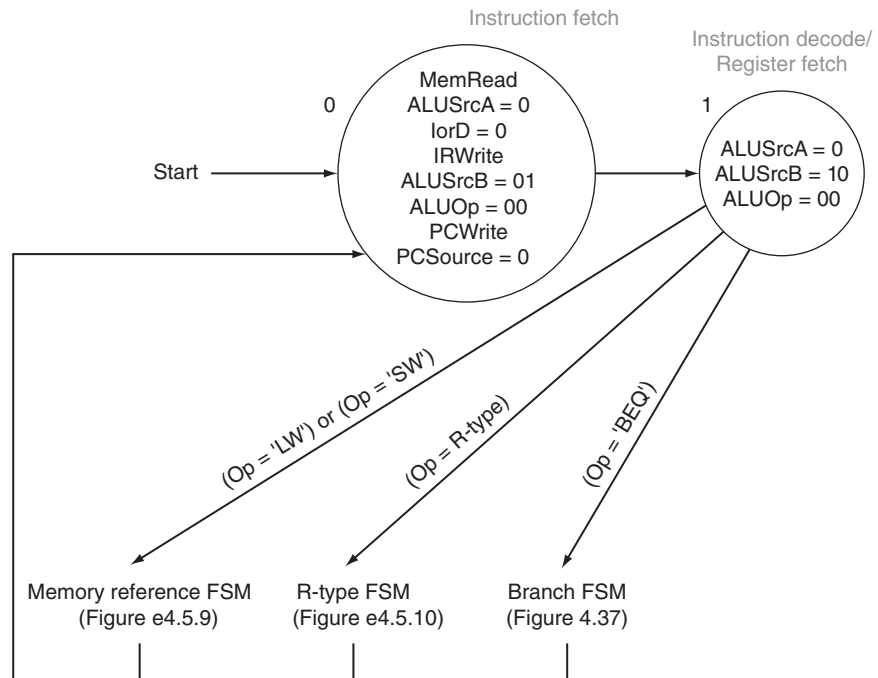 Instruction fetch
Instruction decode/
Register fetch
0
MemRead
ALUSrcA = 0
IorD = 0
IRWrite
ALUSrcB = 01
ALUOp = 00
PCWrite
PCSource = 0
1
ALUSrcA = 0
ALUSrcB = 10
ALUOp = 00
Start
(Op = 'LW') or (Op = 'SW')
(Op = R-type)
(Op = 'BEQ')
Memory reference FSM
(Figure e4.5.9)
R-type FSM
(Figure e4.5.10)
Branch FSM
(Figure 4.37)